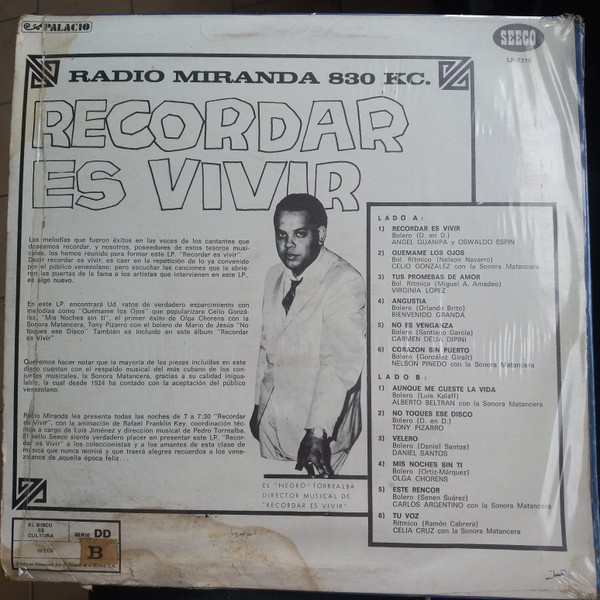 PALACIO
SEECO
RADIO MIRANDA 830 KC.
RECORDAR
ES VIVIR
Las melodías que fueron éxitos en las voces de los cantantes que
deseamos recordar, y nosotros, poseedores de estos tesoros musi-
cales, los hemos reunido para formar este LP. "Recordar es vivir".
Decir recordar es vivir, es caer en la repetición de lo ya convenido
por el público venezolano; pero escuchar las canciones que la abrie-
ron las puertas de la fama a los artistas que intervienen en este LP.
es algo nuevo.
En este LP. encontrará Ud. ratos de verdadero esparcimiento con
melodías como "Quémame los Ojos" que popularizara Celio Gonzá-
lez, "Mis Noches sin ti", el primer éxito de Olga Chorens con la
Sonora Matancera, Tony Pizarro con el bolero de Mario de Jesús "No
toques ese Disco" También es incluido en este álbum "Recordar
es Vivir"
Queremos hacer notar que la mayoría de las piezas incluídas en este
disco cuentan con el respaldo musical del más cubano de los con-
juntos musicales, la Sonora Matancera, gracias a su calidad inigua-
lable, la cual desde 1924 ha contado con la aceptación del público
venezolano.
Radio Miranda les presenta todas las noches de 7 a 7:30 "Recordar
es Vivir", con la animación de Rafael Franklin Key, coordinación téc-
nica a cargo de Luis Jiménez y dirección musical de Pedro Torrealba.
El sello Seeco siente verdadero placer en presentar este LP. "Recor-
dar es Vivir" a los coleccionistas y a los amantes de esta clase de
música que nunca morirá y que traerá alegres recuerdos a los vene-
zolanos de aquella época feliz...
EL "NEGRO" TORREALBA
DIRECTOR MUSICAL DE
"RECORDAR ES VIVIR"
LADO A:
1) RECORDAR ES VIVIR
Bolero (D. en D.)
ANGEL GUANIPA y OSWALDO ESPIN
2) QUEMAME LOS OJOS
Bol. Rítmico (Nelson Navarro)
CELIO GONZALEZ con la Sonora Matancera
3) TUS PROMESAS DE AMOR
Bol. Rítmico (Miguel A. Amadeo)
VIRGINIA LOPEZ
4) ANGUSTIA
Bolero (Orlando Brito)
BIENVENIDO GRANDA
5) NO ES VENGANZA
Bolero (Santiago García)
CARMEN DELIA DIPINI
6) CORAZON SIN PUERTO
Bolero (González Giralt)
NELSON PINEDO con la Sonora Matancera
LADO B:
1) AUNQUE ME CUESTE LA VIDA
Bolero (Luis Kalaff)
ALBERTO BELTRAN con la Sonora Matancera
2) NO TOQUES ESE DISCO
Bolero (D. en D.)
TONY PIZARRO
3) VELERO
Bolero (Daniel Santos)
DANIEL SANTOS
4) MIS NOCHES SIN TI
Bolero (Ortíz-Márquez)
OLGA CHORENS
5) ESTE RENCOR
Bolero (Senen Suárez)
CARLOS ARGENTINO con la Sonora Matancera
6) TU VOZ
Rítmico (Ramón Cabrera)
CELIA CRUZ con la Sonora Matancera
EL DISCO
ES
CULTURA
SERIE DD
SEECO
B